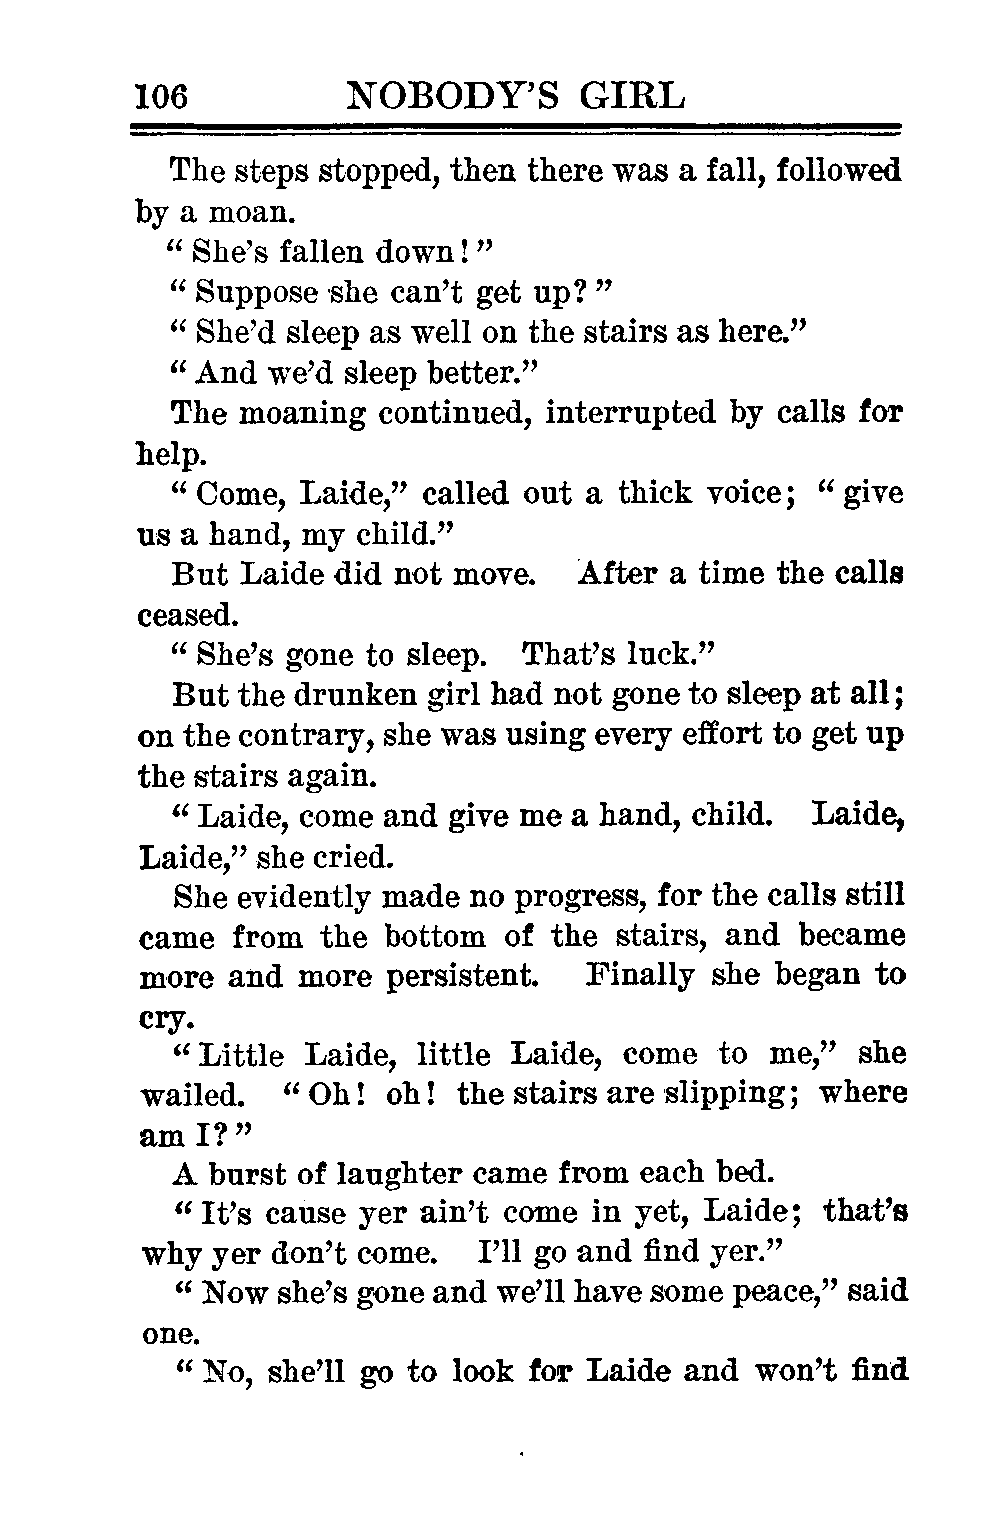 106 NOBODY'S GIRL
The steps stopped, then there was a fall, followed
by a moan.
“ She’s fallen down! ”
“ Suppose she can’t get up? ”
“ She’d sleep as well on the stairs as here.”
“ And we’d sleep better.”
The moaning continued, interrupted by calls for
help.
“ Come, Laide,” called out a thick voice; “ give
us a hand, my child.”
But Laide did not move. After a time the calls
ceased.
“ She’s gone to sleep. That’s luck.”
But the drunken girl had not gone to sleep at all;
on the contrary, she was using every effort to get up
the stairs again.
“ Laide, come and give me a hand, child. Laide,
Laide,” she cried.
She evidently made no progress, for the calls still
came from the bottom of the stairs, and became
more and more persistent. Finally she began to
cry.
“ Little Laide, little Laide, come to me,” she
wailed. “ Oh! oh! the stairs are slipping; where
am I? ”
A burst of laughter came from each bed.
“ It’s cause yer ain’t come in yet, Laide; that’s
why yer don’t come. I’ll go and find yer.”
“ Now she’s gone and we’ll have some peace,” said
one.
“ No, she’ll go to look for Laide and won’t find